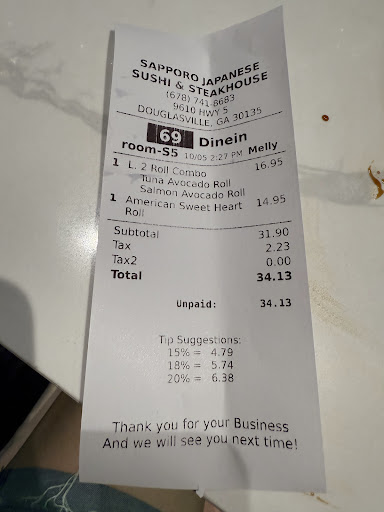 SAPPORO JAPANESE
SUSHI & STEAKHOUSE
(678) 741-8683
9610 HWY 5
DOUGLASVILLE, GA 30135
69 Dinein
room-S5 10/05 2:27 PM Melly
1 L. 2 Roll Combo 16.95
Tuna Avocado Roll
Salmon Avocado Roll
1 American Sweet Heart 14.95
Roll
Subtotal 31.90
Tax 2.23
Tax2 0.00
Total 34.13
Unpaid: 34.13
Tip Suggestions:
15% = 4.79
18% = 5.74
20% = 6.38
Thank you for your Business
And we will see you next time!